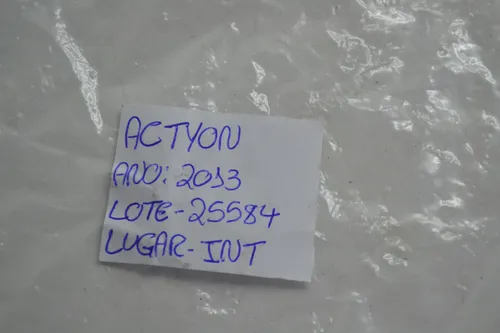 ACTYON
ANO: 2013
LOTE-25584
LUGAR-INT